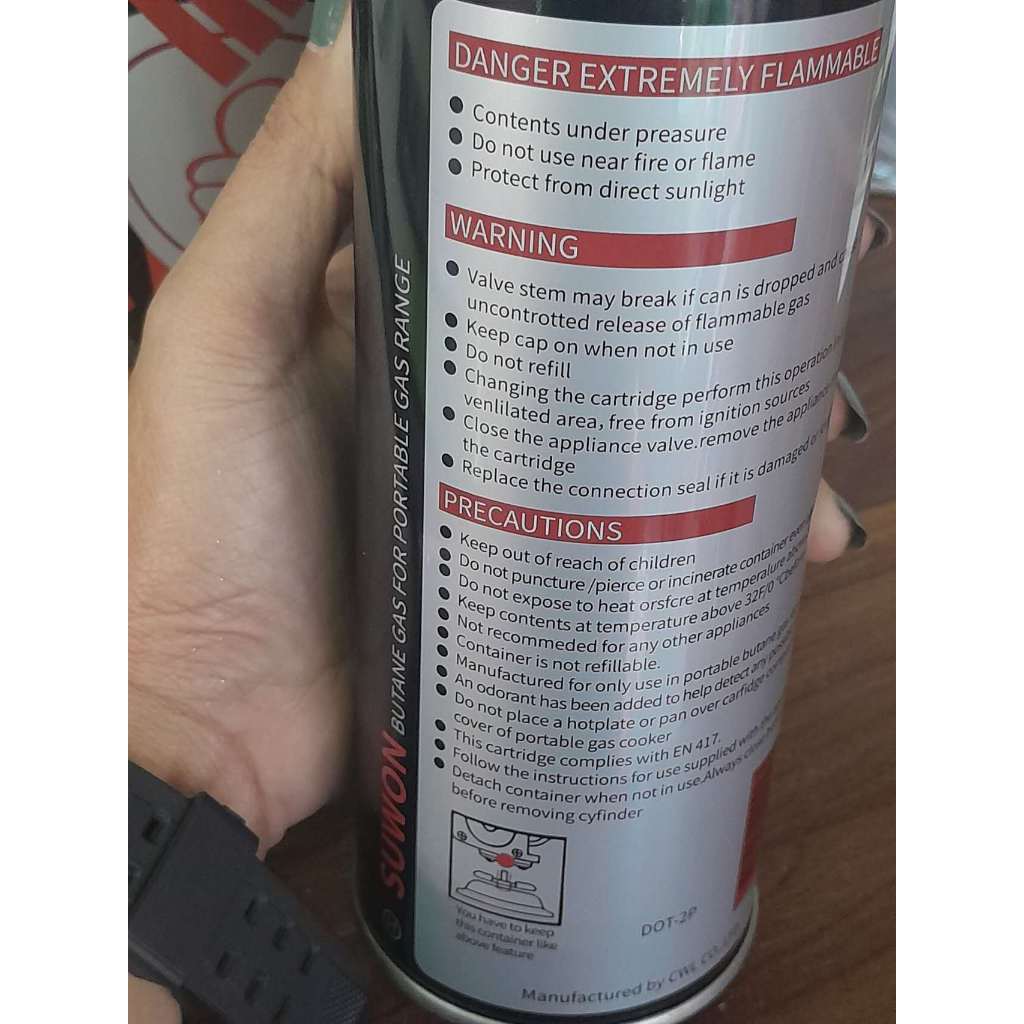 DANGER EXTREMELY FLAMMABLE
Contents under preasure
Do not use near fire or flame
Protect from direct sunlight
WARNING
Valve stem may break if can is dropped and
uncontrotted release of flammable gas
Keep cap on when not in use
Do not refill
Changing the cartridge perform this operation
venlilated area, free from ignition sources
Close the appliance valve.remove the appliance
the cartridge
Replace the connection seal if it is damaged or
PRECAUTIONS
Keep out of reach of children
Do not puncture /pierce or incinerate container even
Do not expose to heat orsfcre at temperalure above
Keep contents at temperature above 32F/0 °C
Not recommeded for any other appliances
Container is not refillable.
Manufactured for only use in portable butane gas
An odorant has been added to help detect any
Do not place a hotplate or pan over carfidge
cover of portable gas cooker
This cartridge complies with EN 417.
Follow the instructions for use supplied with
Detach container when not in use.Always
before removing cyfinder
You have to keep
this container like
above feature
DOT-2P
Manufactured by CWL CO.,
SUWON BUTANE GAS FOR PORTABLE GAS RANGE